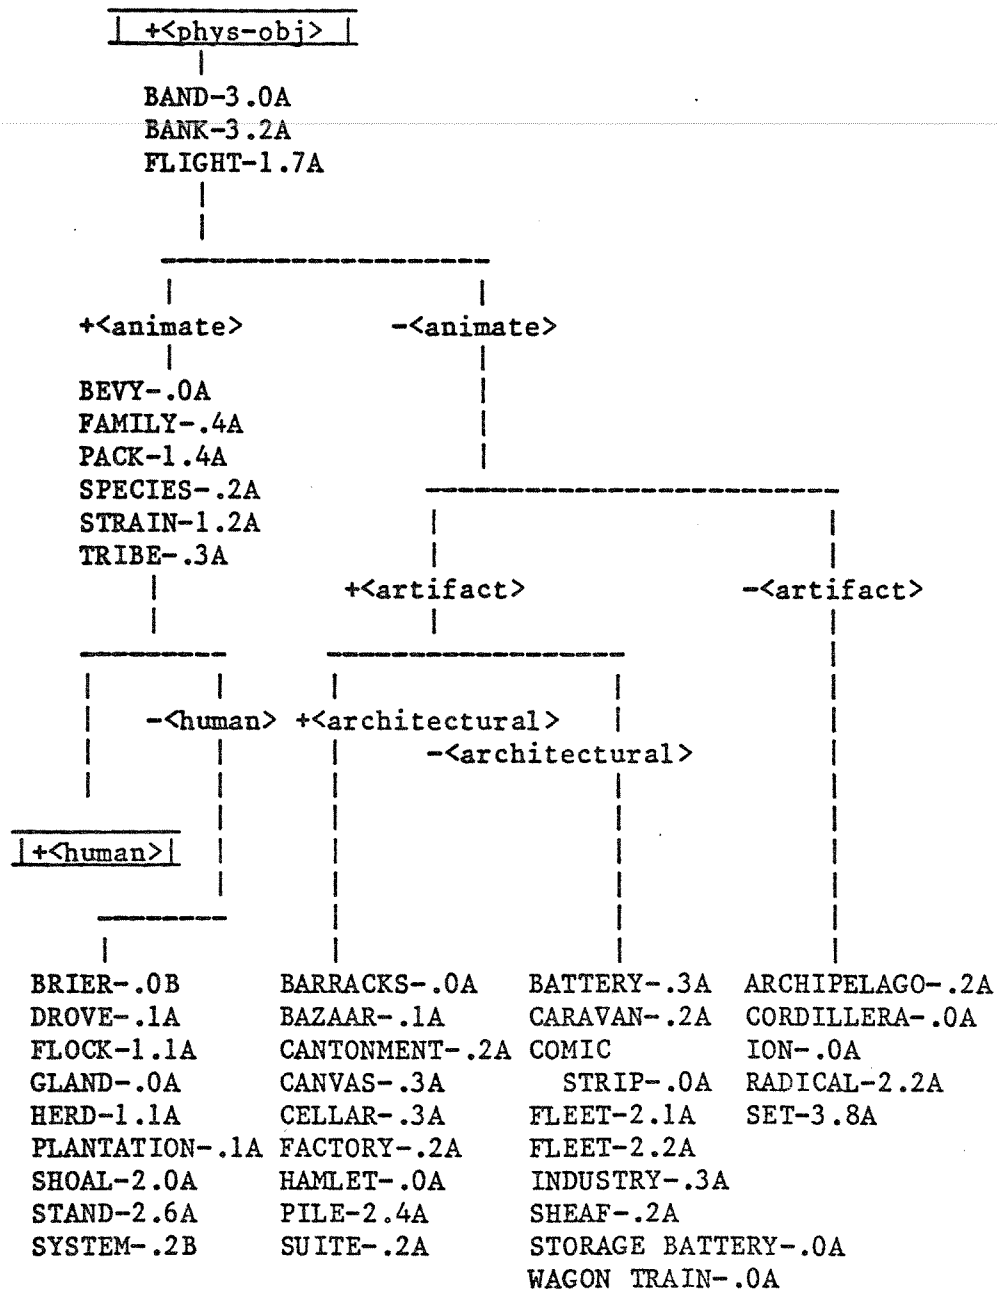 +<phys-obj>
BAND-3.0A
BANK-3.2A
FLIGHT-1.7A
+<animate> -<animate>
BEVY-.0A
FAMILY-.4A
PACK-1.4A
SPECIES-.2A
STRAIN-1.2A
TRIBE-.3A
+<artifact> -<artifact>
-<human> +<architectural>
-<architectural>
+<human>
BRIER-.0B BARRACKS-.0A BATTERY-.3A ARCHIPELAGO-.2A
DROVE-.1A BAZAAR-.1A CARAVAN-.2A CORDILLERA-.0A
FLOCK-1.1A CANTONMENT-.2A COMIC ION-.0A
GLAND-.0A CANVAS-.3A STRIP-.0A RADICAL-2.2A
HERD-1.1A CELLAR-.3A FLEET-2.1A SET-3.8A
PLANTATION-.1A FACTORY-.2A FLEET-2.2A
SHOAL-2.0A HAMLET-.0A INDUSTRY-.3A
STAND-2.6A PILE-2.4A SHEAF-.2A
SYSTEM-.2B SUITE-.2A STORAGE BATTERY-.0A
WAGON TRAIN-.0A